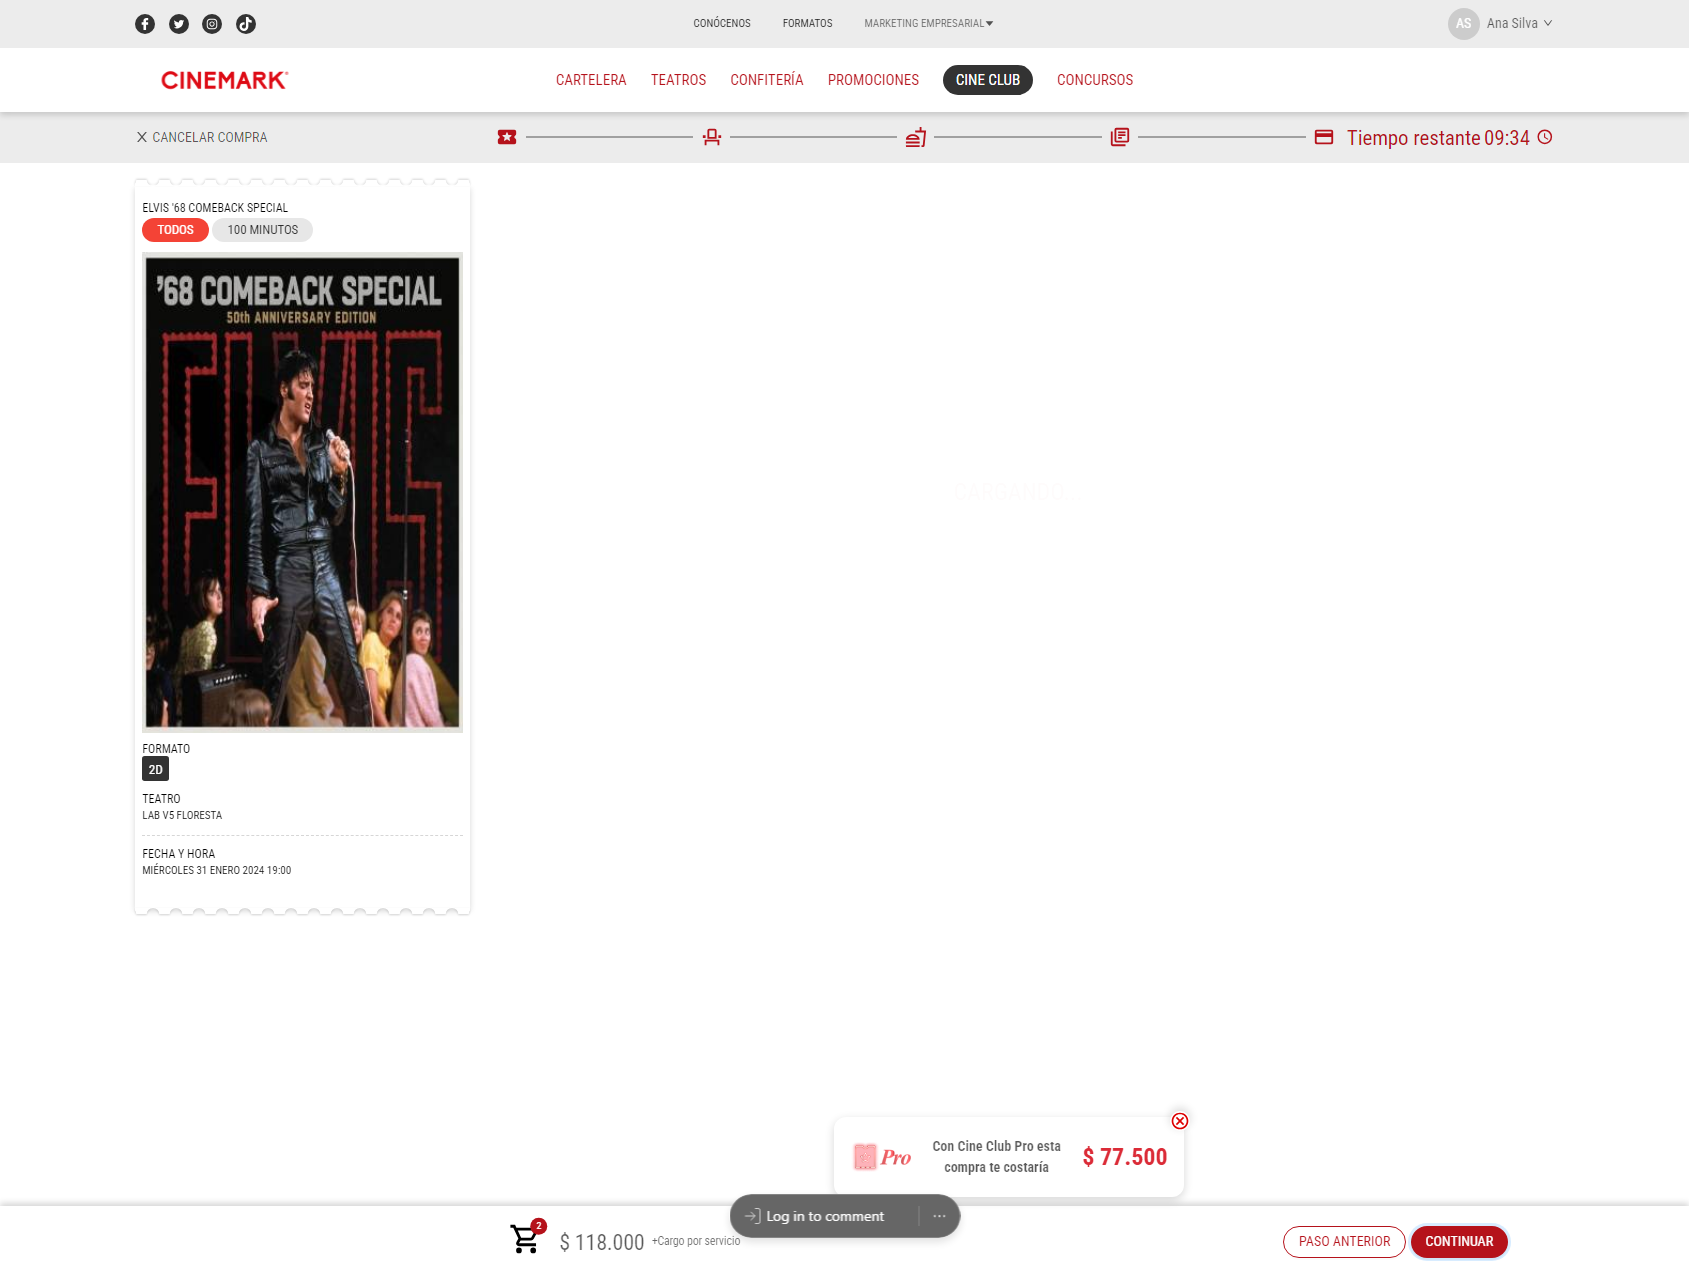 CONÓCENOS
FORMATOS
MARKETING EMPRESARIAL
AS
Ana Silva
CINEMARK
CARTELERA
TEATROS
CONFITERÍA
PROMOCIONES
CINE CLUB
CONCURSOS
CANCELAR COMPRA
Tiempo restante 09:34
ELVIS '68 COMEBACK SPECIAL
TODOS
100 MINUTOS
'68 COMEBACK SPECIAL
50th ANNIVERSARY EDITION
ELVIS
FORMATO
2D
TEATRO
LAB V5 FLORESTA
FECHA Y HORA
MIÉRCOLES 31 ENERO 2024 19:00
CARGANDO
Pro
Con Cine Club Pro esta
compra te costaría
$ 77.500
Log in to comment
2
$ 118.000
+Cargo por servicio
PASO ANTERIOR
CONTINUAR